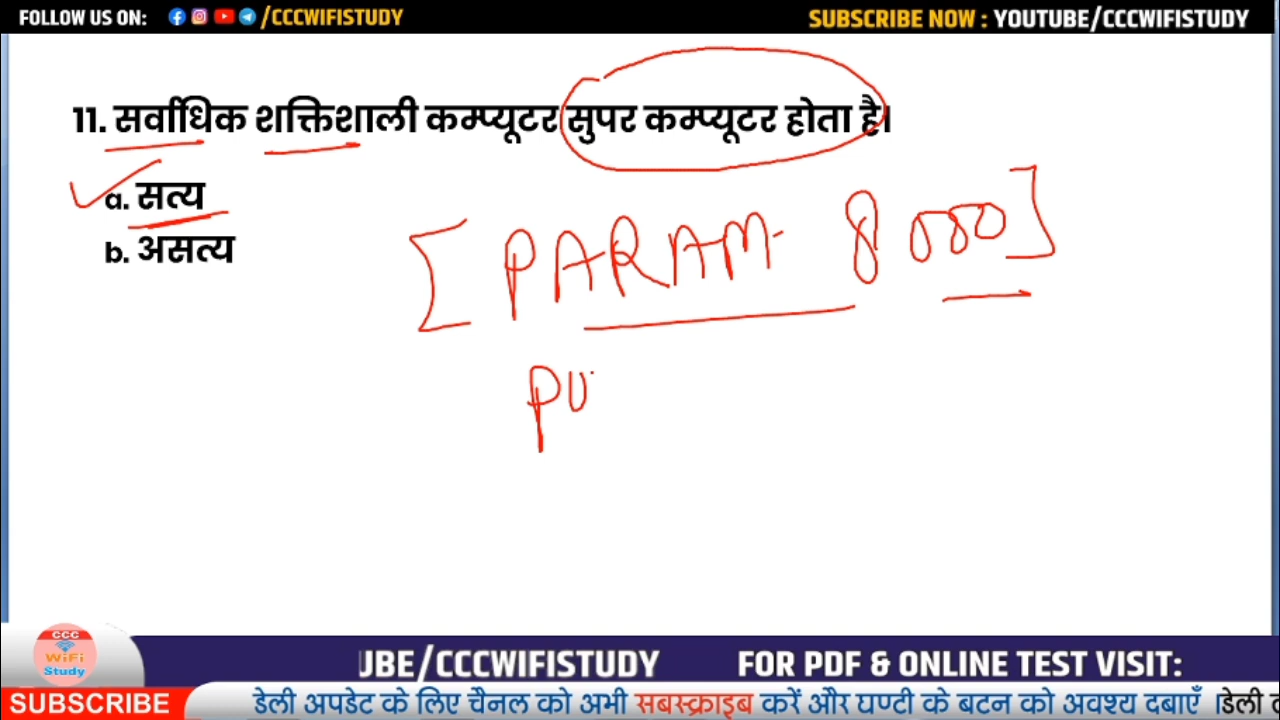 FOLLOW US ON: /CCCWIFISTUDY SUBSCRIBE NOW : YOUTUBE/CCCWIFISTUDY
11. सर्वाधिक शक्तिशाली कम्प्यूटर सुपर कम्प्यूटर होता है।
a. सत्य
b. असत्य
[PARAM- 8000]
PU
CCC
WiFi
Study
UBE/CCCWIFISTUDY FOR PDF & ONLINE TEST VISIT:
SUBSCRIBE डेली अपडेट के लिए चैनल को अभी सबस्क्राइब करें और घण्टी के बटन को अवश्य दबाएँ । डेली